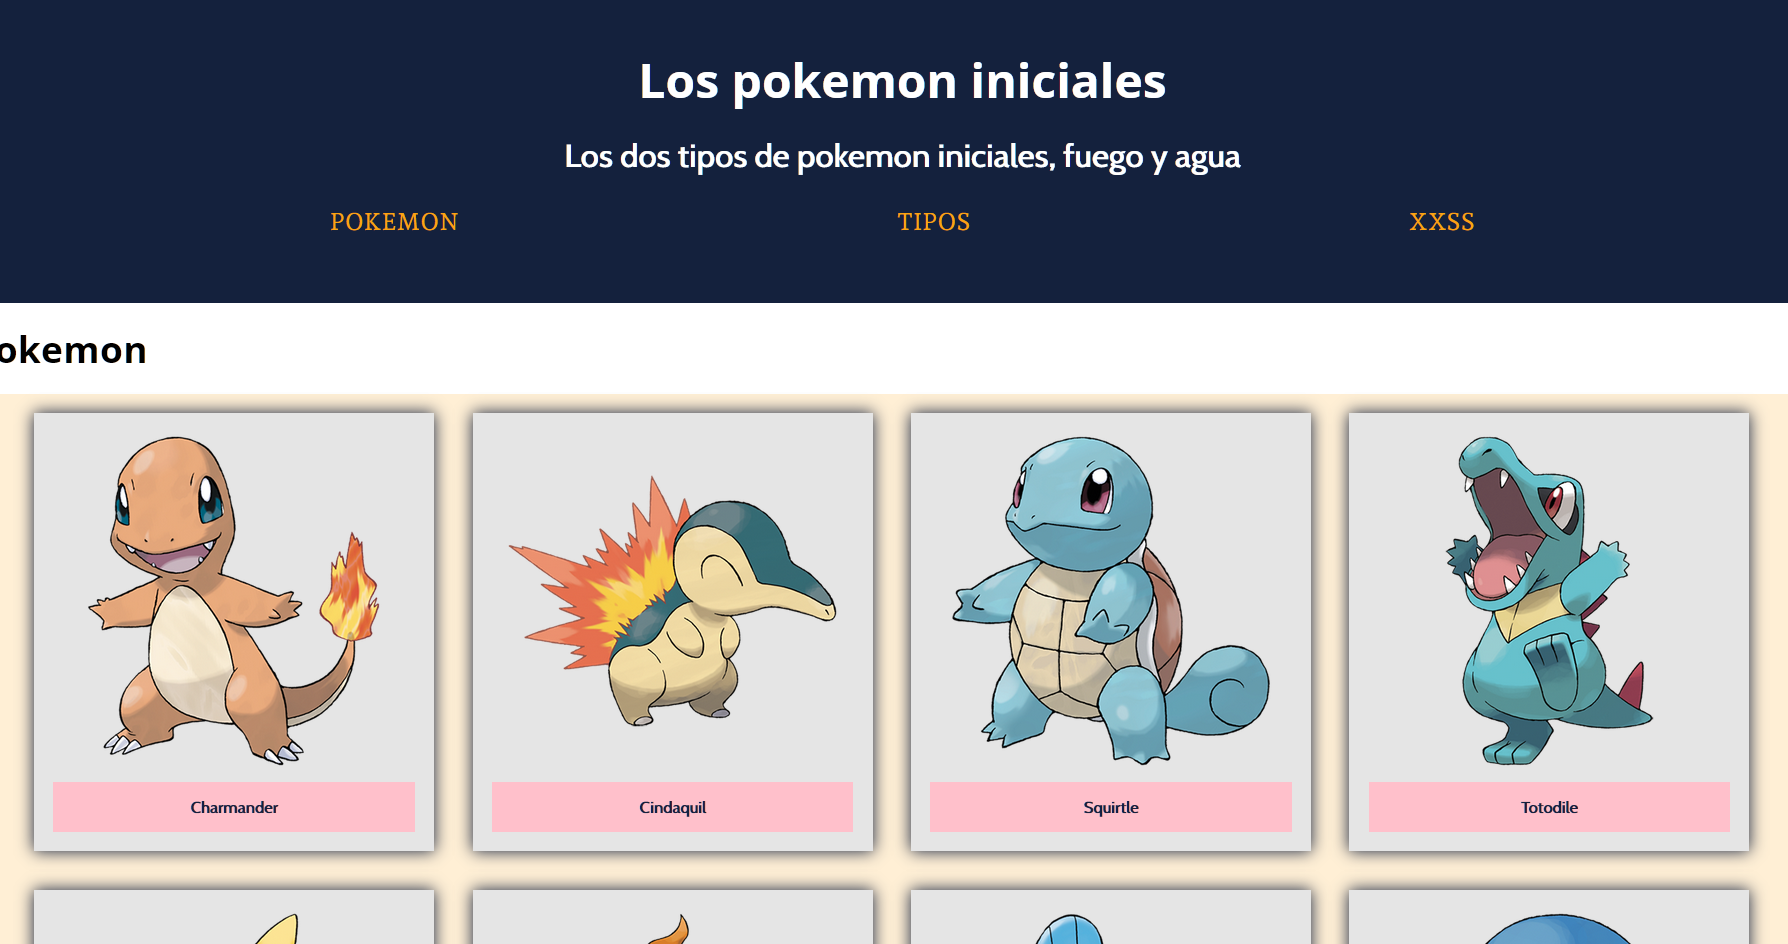 Los pokemon iniciales
Los dos tipos de pokemon iniciales, fuego y agua
POKEMON TIPOS XXSS
okemon
Charmander Cindaquil Squirtle Totodile